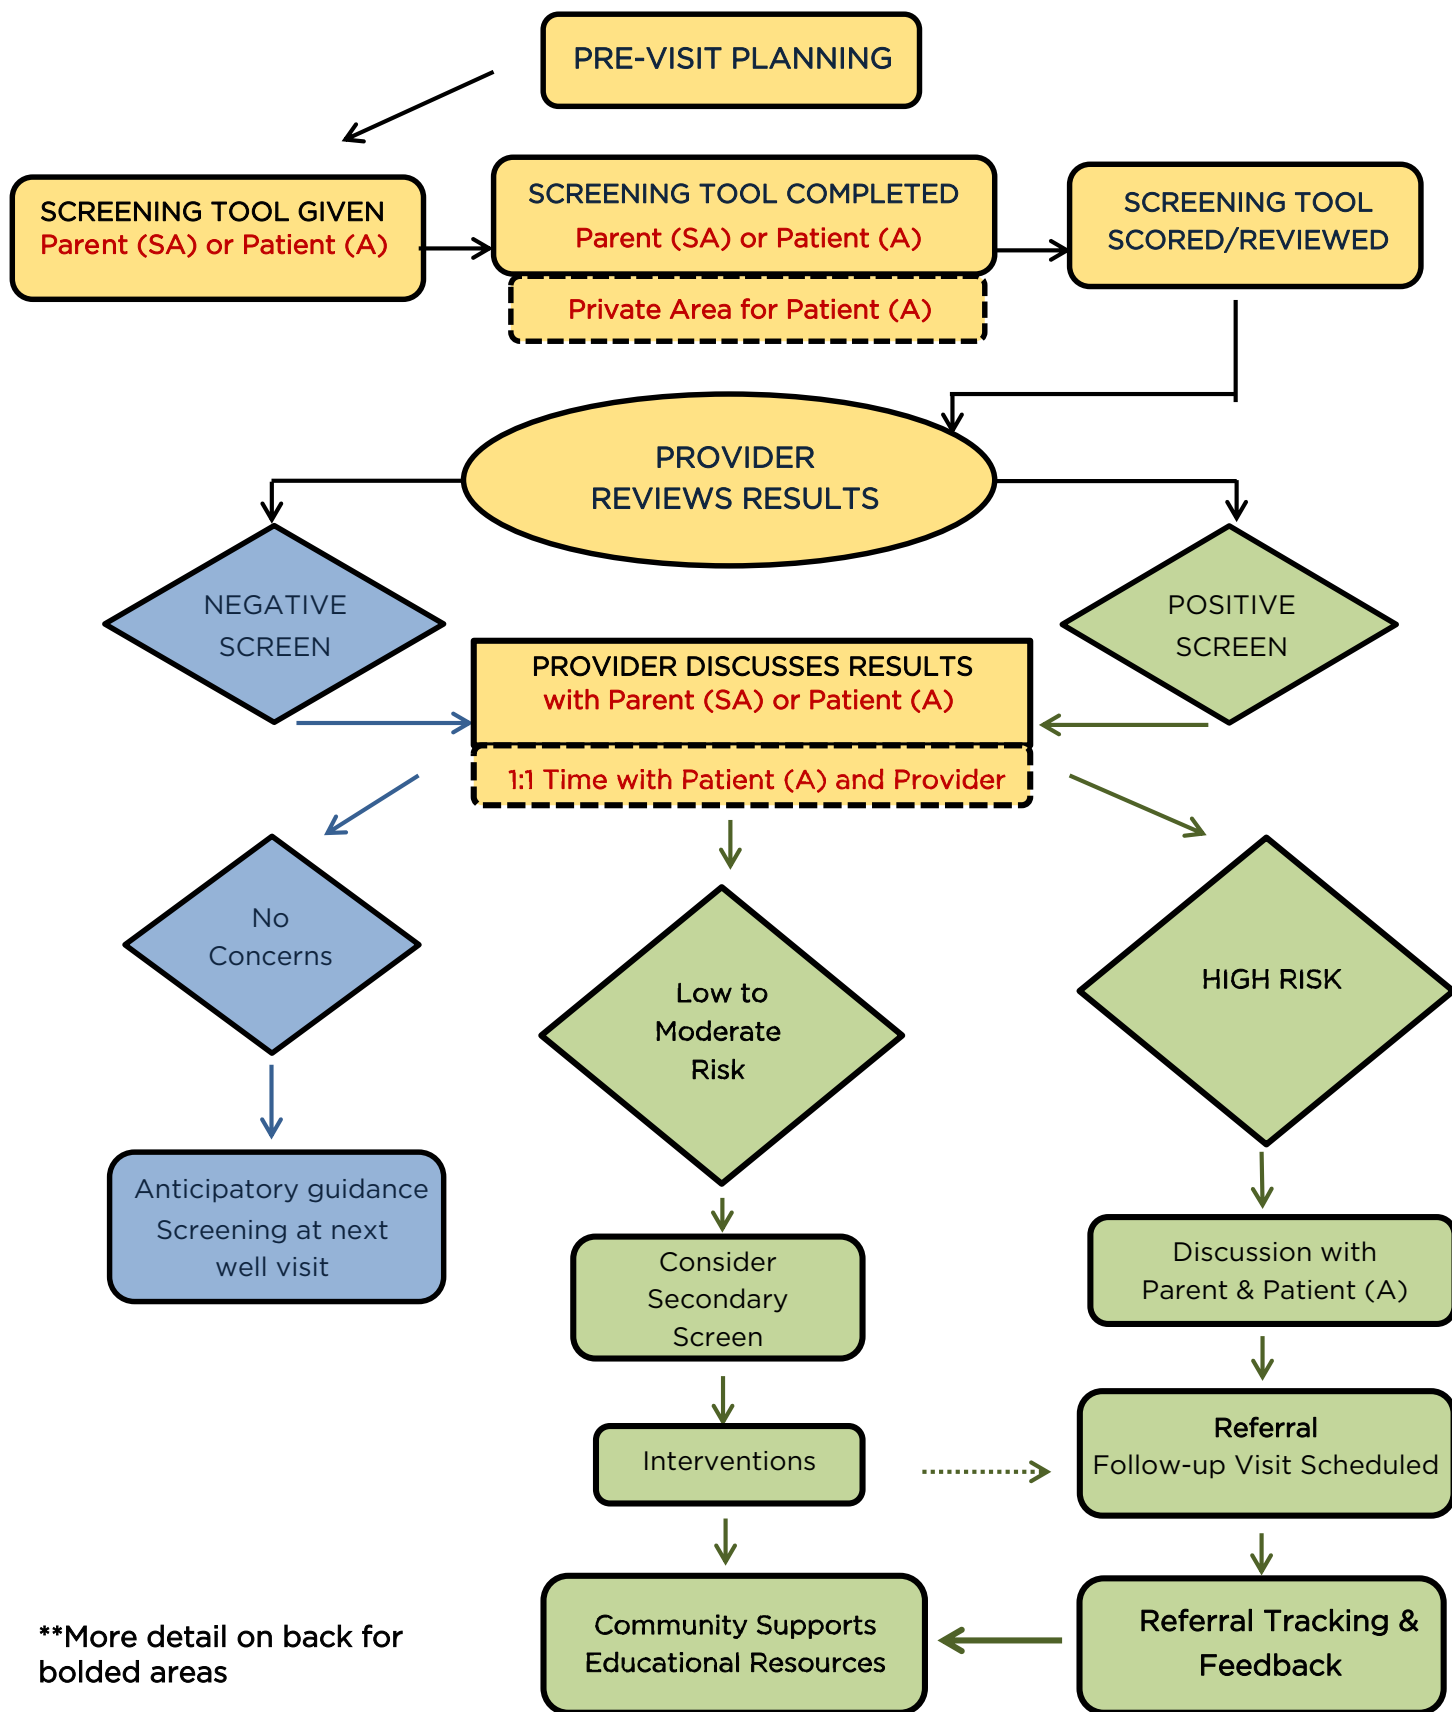 PRE-VISIT PLANNING
SCREENING TOOL GIVEN
Parent (SA) or Patient (A)
SCREENING TOOL COMPLETED
Parent (SA) or Patient (A)
Private Area for Patient (A)
SCREENING TOOL
SCORED/REVIEWED
PROVIDER
REVIEWS RESULTS
NEGATIVE
SCREEN
POSITIVE
SCREEN
PROVIDER DISCUSSES RESULTS
with Parent (SA) or Patient (A)
1:1 Time with Patient (A) and Provider
No
Concerns
Low to
Moderate
Risk
HIGH RISK
Anticipatory guidance
Screening at next
well visit
Consider
Secondary
Screen
Discussion with
Parent & Patient (A)
Interventions
Referral
Follow-up Visit Scheduled
Community Supports
Educational Resources
Referral Tracking &
Feedback
**More detail on back for
bolded areas